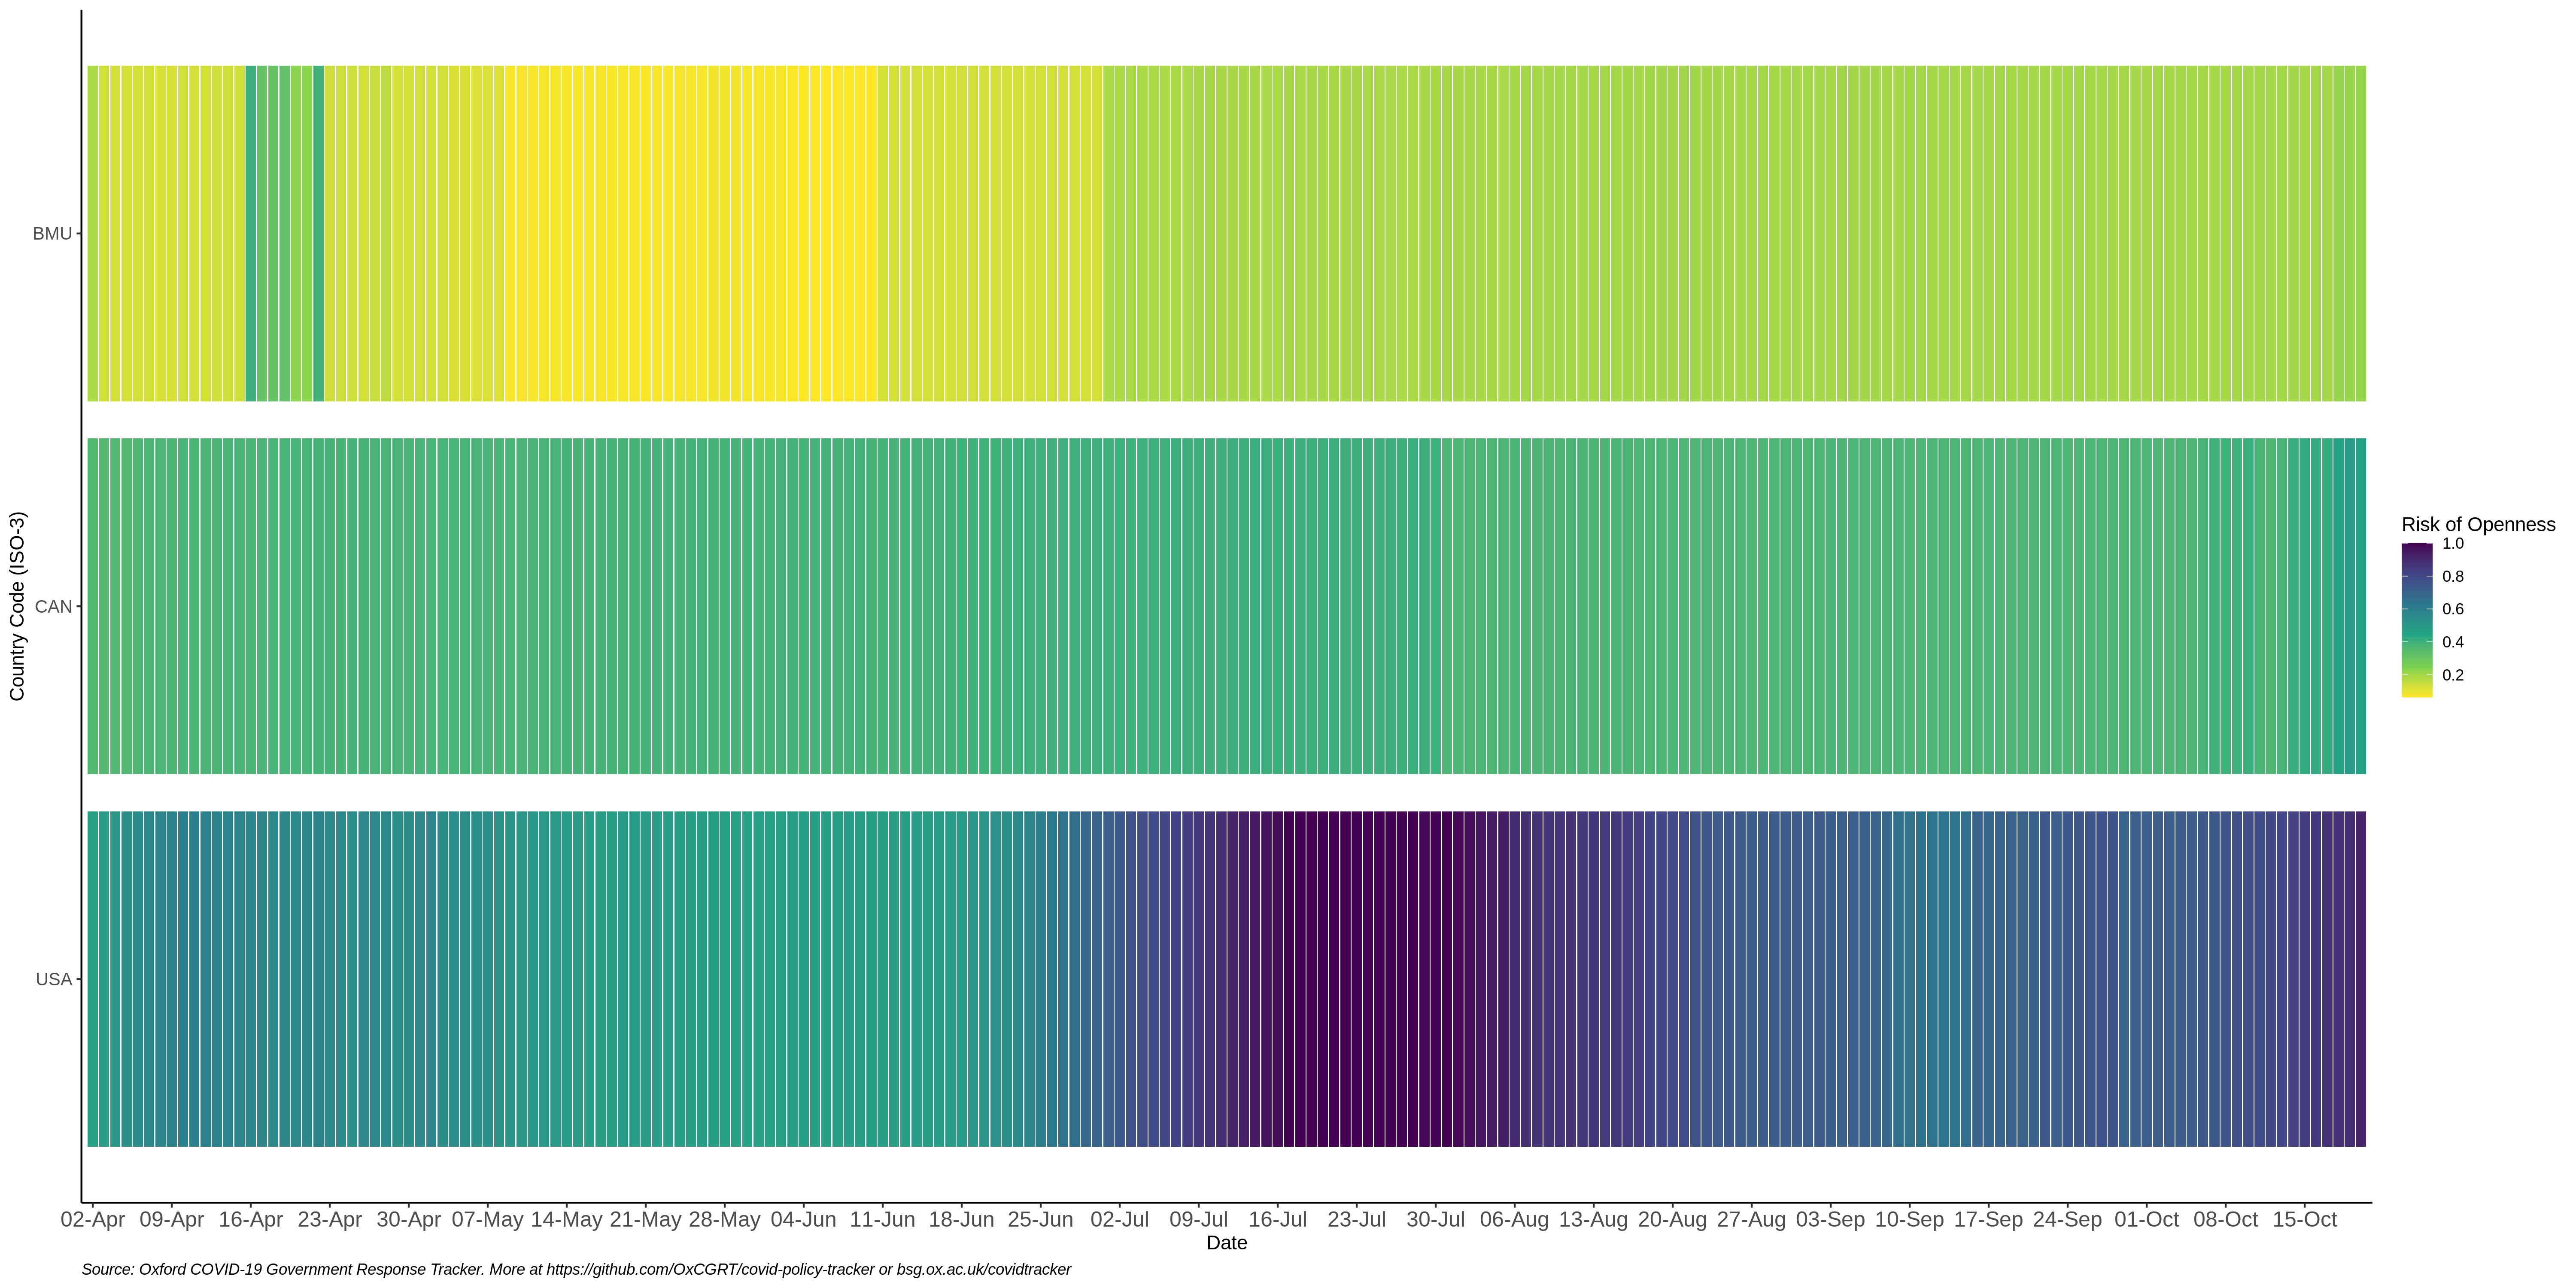 Country Code (ISO-3)
BMU
CAN
USA
Risk of Openness
1.0
0.8
0.6
0.4
0.2
02-Apr 09-Apr 16-Apr 23-Apr 30-Apr 07-May 14-May 21-May 28-May 04-Jun 11-Jun 18-Jun 25-Jun 02-Jul 09-Jul 16-Jul 23-Jul 30-Jul 06-Aug 13-Aug 20-Aug 27-Aug 03-Sep 10-Sep 17-Sep 24-Sep 01-Oct 08-Oct 15-Oct
Date
Source: Oxford COVID-19 Government Response Tracker. More at https://github.com/OxCGRT/covid-policy-tracker or bsg.ox.ac.uk/covidtracker